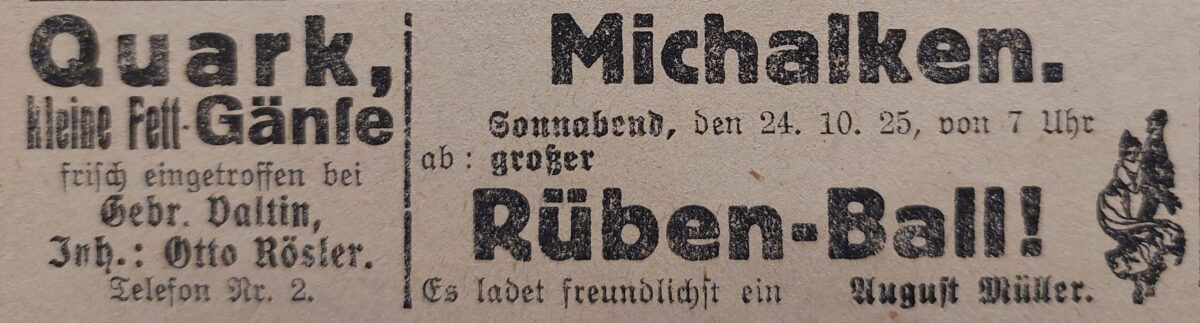 Quark,
kleine Fett-Gänſe
friſch eingetroffen bei
Gebr. Valtin,
Inh.: Otto Rösler.
Telefon Nr. 2.
Michalken.
Sonnabend, den 24. 10. 25, von 7 Uhr
ab: großer
Rüben-Ball!
Es ladet freundlichſt ein August Müller.